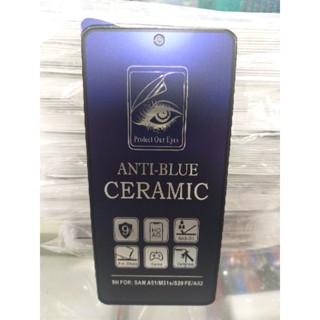 Protect Our Eyes
ANTI-BLUE
CERAMIC
9H FOR: SAM A51/M31s/S20 FE/A52